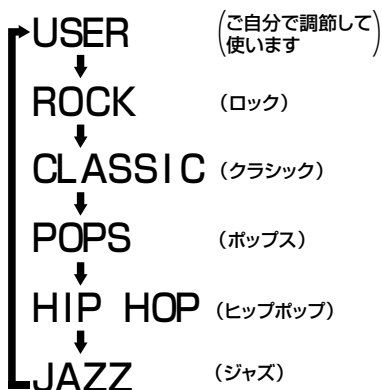 USER (ご自分で調節して
使います)
ROCK (ロック)
CLASSIC (クラシック)
POPS (ポップス)
HIP HOP (ヒップポップ)
JAZZ (ジャズ)